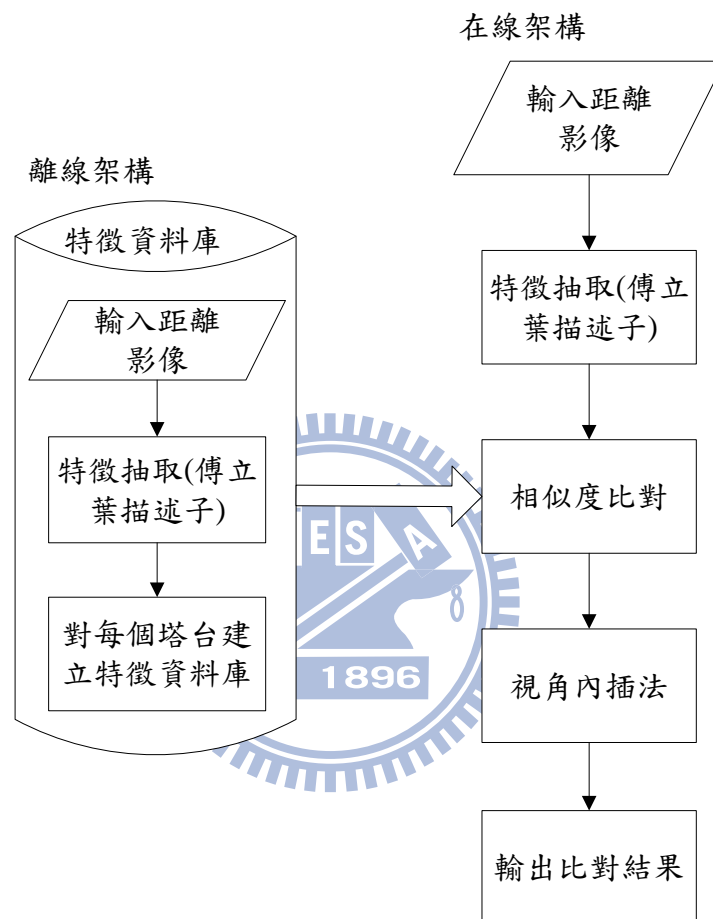 在線架構
輸入距離
影像
離線架構
特徵資料庫
輸入距離
影像
特徵抽取(傅立
葉描述子)
對每個塔台建
立特徵資料庫
特徵抽取(傅立
葉描述子)
相似度比對
視角內插法
輸出比對結果
ESA
1896